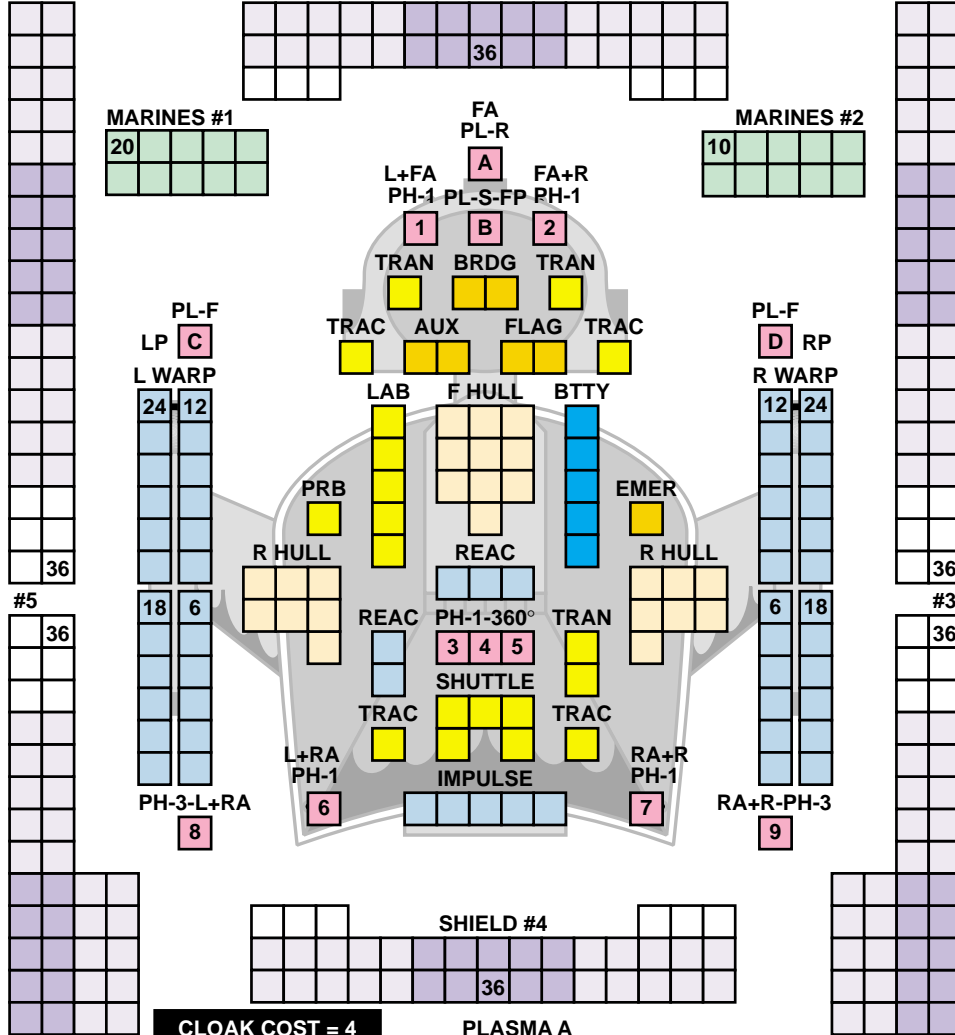 36
MARINES #1
20
FA
PL-R
A
MARINES #2
10
L+FA
PH-1
PL-S-FP
FA+R
PH-1
1
B
2
TRAN
BRDG
TRAN
PL-F
LP
C
TRAC
AUX
FLAG
TRAC
PL-F
D
RP
L WARP
24
12
LAB
F HULL
BTTY
R WARP
12
24
PRB
EMER
R HULL
REAC
R HULL
36
36
#5
#3
36
36
18
6
REAC
PH-1-360°
TRAN
6
18
3
4
5
SHUTTLE
TRAC
TRAC
L+RA
PH-1
IMPULSE
RA+R
PH-1
6
7
PH-3-L+RA
8
RA+R-PH-3
9
SHIELD #4
36
CLOAK COST = 4
PLASMA A